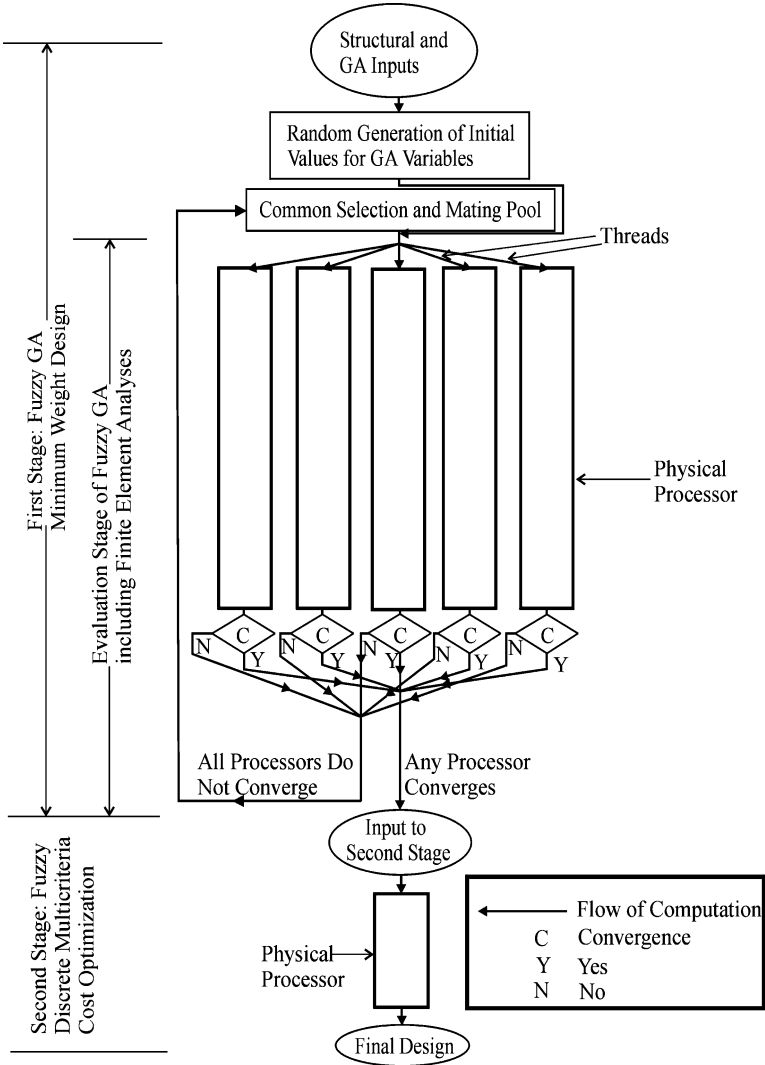 Structural and
GA Inputs
Random Generation of Initial
Values for GA Variables
Common Selection and Mating Pool
Threads
First Stage: Fuzzy GA
Minimum Weight Design
Evaluation Stage of Fuzzy GA
including Finite Element Analyses
Physical
Processor
C
C
C
C
C
N
Y
N
Y
N
Y
N
Y
N
Y
All Processors Do
Not Converge
Any Processor
Converges
Input to
Second Stage
Second Stage: Fuzzy
Discrete Multicriteria
Cost Optimization
Physical
Processor
Final Design
Flow of Computation
C Convergence
Y Yes
N No